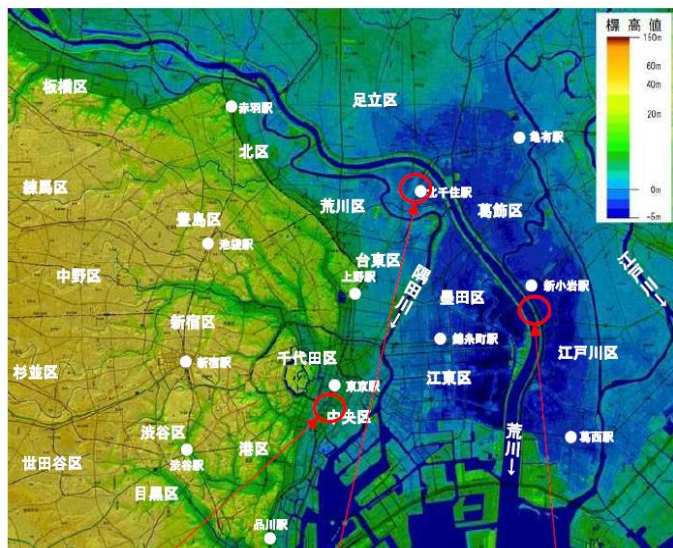 標高値
150m
60m
40m
20m
0m
-5m
板橋区
足立区
赤羽駅
亀有駅
北区
練馬区
北千住駅
荒川区
葛飾区
豊島区
池袋駅
台東区
上野駅
中野区
隅田川→
江戸川→
墨田区
新小岩駅
新宿区
錦糸町駅
千代田区
江戸川区
新宿駅
杉並区
東京駅
江東区
中央区
渋谷区
港区
荒川→
葛西駅
世田谷区
渋谷駅
目黒区
品川駅